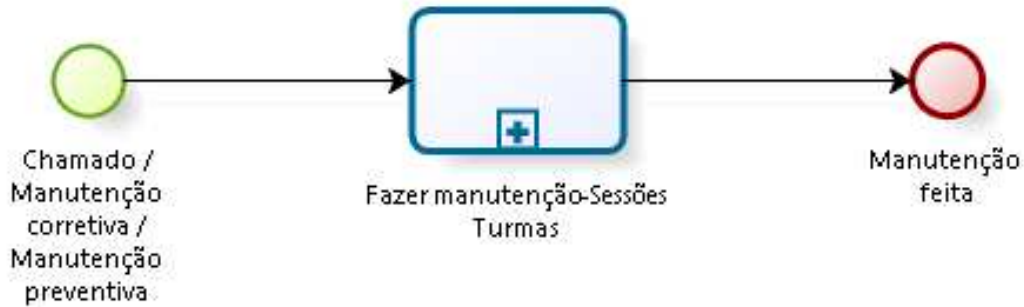 Chamado /
Manutenção
corretiva /
Manutenção
preventiva
Fazer manutenção-Sessões
Turmas
Manutenção
feita